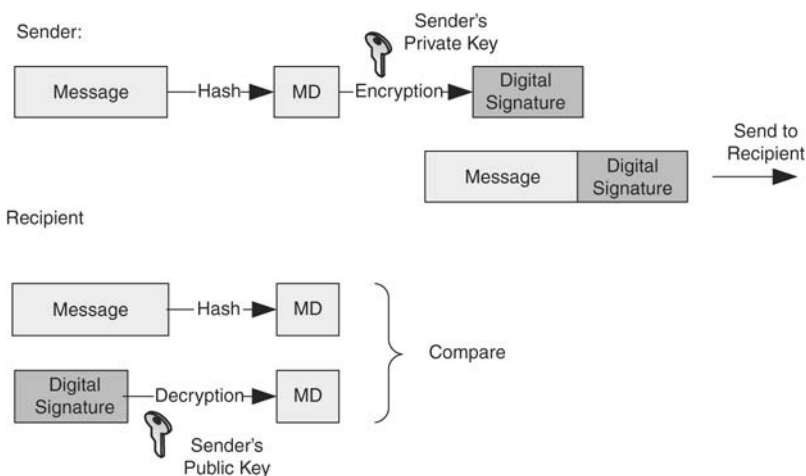 Sender:
Sender's
Private Key
Message
Hash
MD
Encryption
Digital
Signature
Message
Digital
Signature
Send to
Recipient
Recipient
Message
Hash
MD
Compare
Digital
Signature
Decryption
MD
Sender's
Public Key